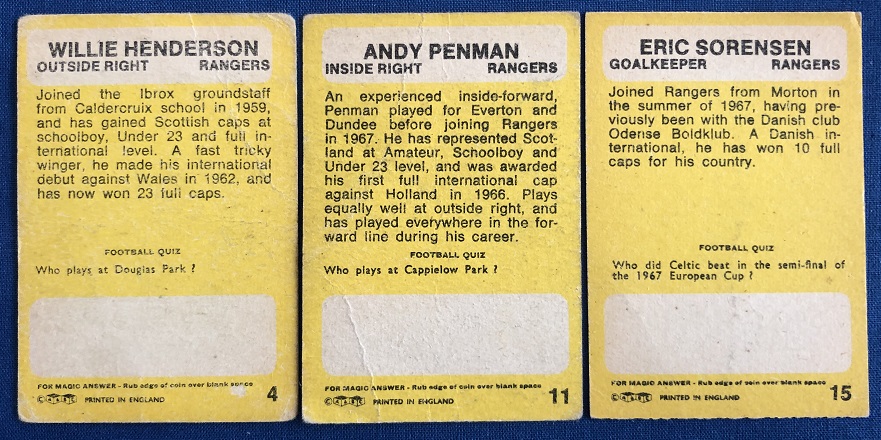 WILLIE HENDERSON
OUTSIDE RIGHT RANGERS
Joined the Ibrox groundstaff
from Caldercruix school in 1959,
and has gained Scottish caps at
schoolboy, Under 23 and full in-
ternational level. A fast tricky
winger, he made his international
debut against Wales in 1962, and
has now won 23 full caps.
FOOTBALL QUIZ
Who plays at Douglas Park ?
FOR MAGIC ANSWER - Rub edge of coin over blank space
© A&BC PRINTED IN ENGLAND 4
ANDY PENMAN
INSIDE RIGHT RANGERS
An experienced inside-forward,
Penman played for Everton and
Dundee before joining Rangers
in 1967. He has represented Scot-
land at Amateur, Schoolboy and
Under 23 level, and was awarded
his first full international cap
against Holland in 1966. Plays
equally well at outside right, and
has played everywhere in the for-
ward line during his career.
FOOTBALL QUIZ
Who plays at Cappielow Park ?
FOR MAGIC ANSWER - Rub edge of coin over blank space
© A&BC PRINTED IN ENGLAND 11
ERIC SORENSEN
GOALKEEPER RANGERS
Joined Rangers from Morton in
the summer of 1967, having pre-
viously been with the Danish club
Odense Boldklub. A Danish in-
ternational, he has won 10 full
caps for his country.
FOOTBALL QUIZ
Who did Celtic beat in the semi-final of
the 1967 European Cup ?
FOR MAGIC ANSWER - Rub edge of coin over blank space
© A&BC PRINTED IN ENGLAND 15